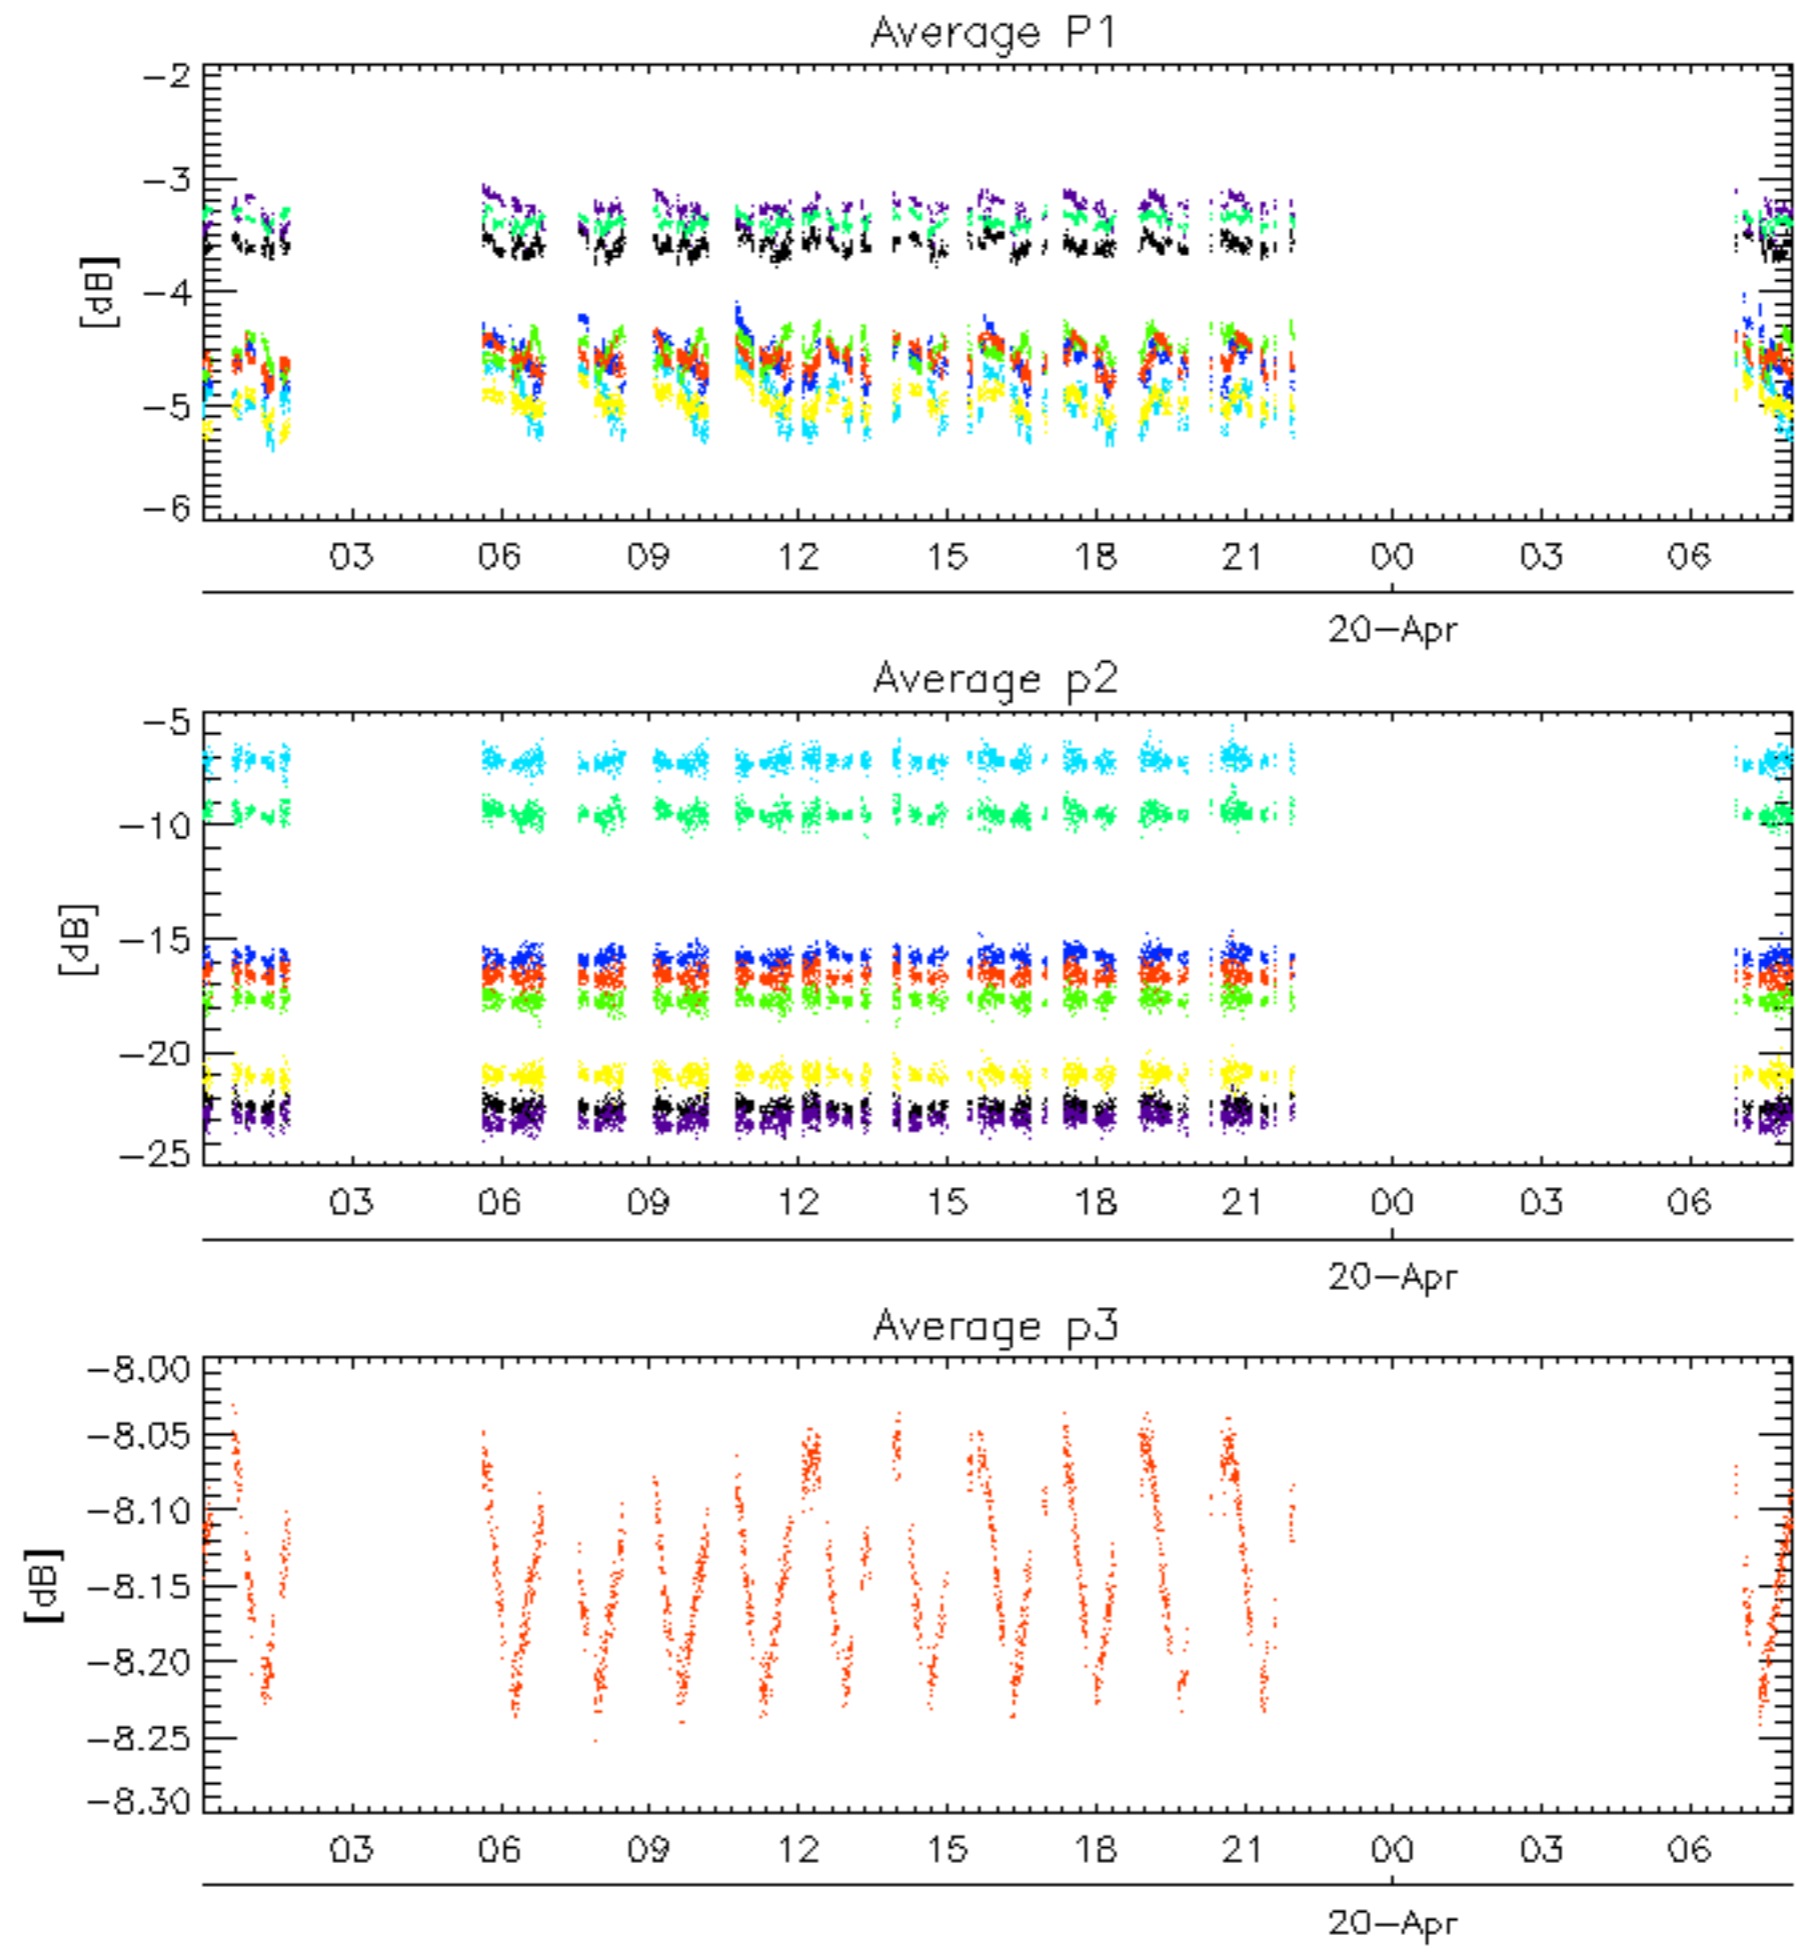 Average P1
[dB]
-2
-3
-4
-5
-6
03 06 09 12 15 18 21 00 03 06
20-Apr
Average p2
[dB]
-5
-10
-15
-20
-25
03 06 09 12 15 18 21 00 03 06
20-Apr
Average p3
[dB]
-8.00
-8.05
-8.10
-8.15
-8.20
-8.25
-8.30
03 06 09 12 15 18 21 00 03 06
20-Apr